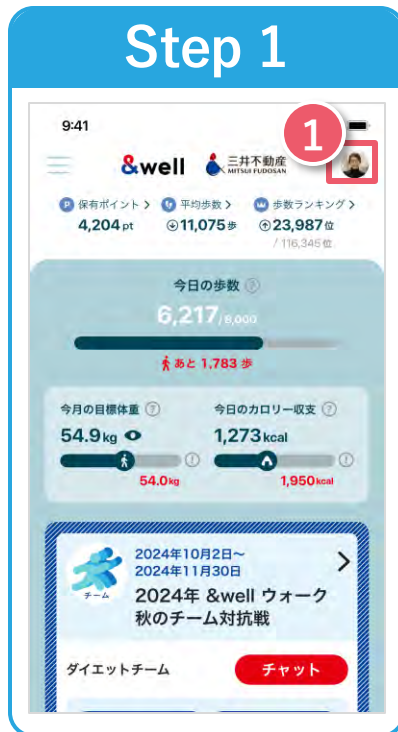 Step 1
9:41
1
&well 三井不動産
MITSUI FUDOSAN
P 保有ポイント > 平均歩数 > 歩数ランキング >
4,204 pt 11,075 歩 23,987 位
/ 116,345 位
今日の歩数 ?
6,217 / 8,000
あと 1,783 歩
今月の目標体重 ? 今日のカロリー収支 ?
54.9 kg 1,273 kcal
54.0kg 1,950 kcal
2024年10月2日〜
2024年11月30日
チーム
2024年 &well ウォーク
秋のチーム対抗戦
ダイエットチーム チャット